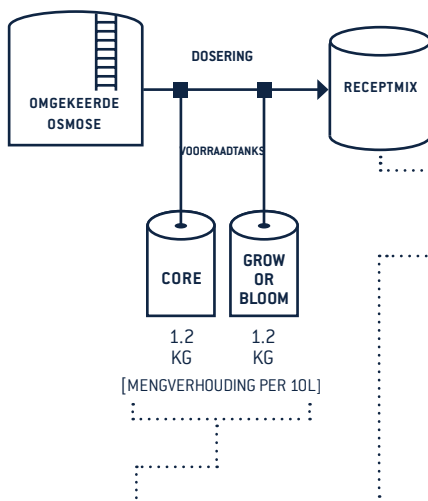 DOSERING
OMGEKEERDE
OSMOSE
RECEPTMIX
VOORRAADTANKS
CORE
GROW
OR
BLOOM
1.2
KG
1.2
KG
[MENGVERHOUDING PER 10L]